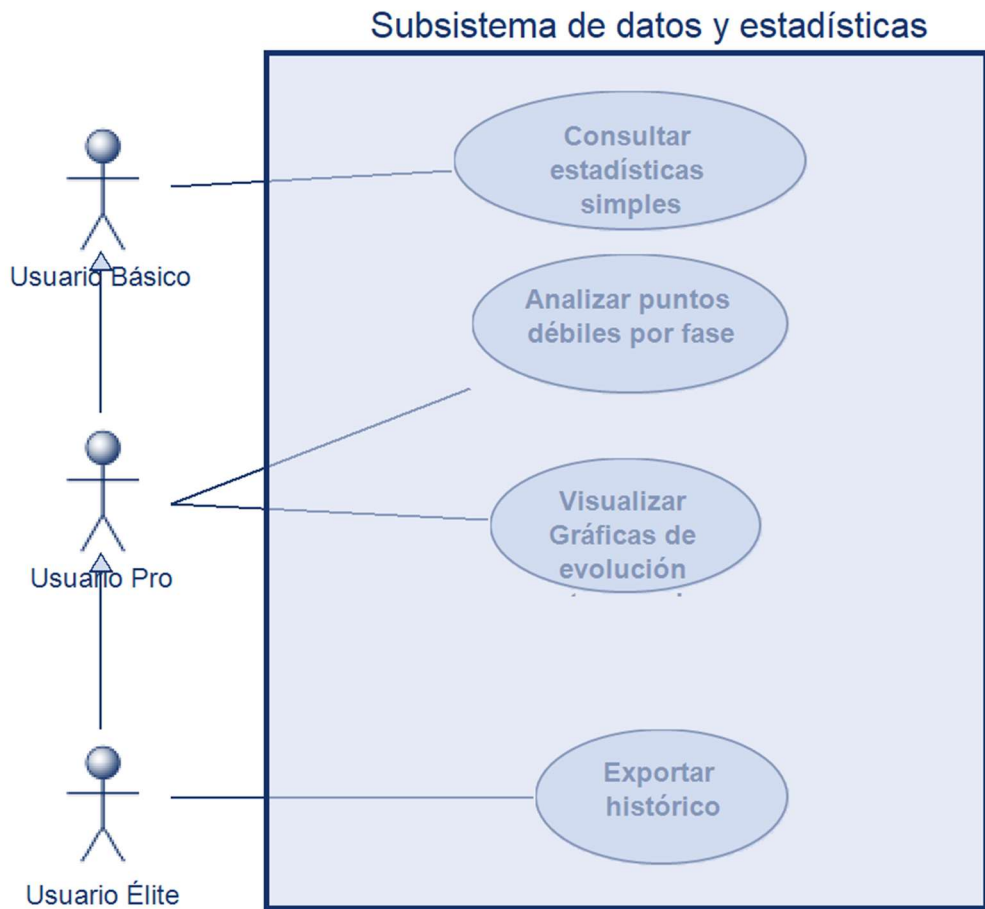 Subsistema de datos y estadísticas
Consultar
estadísticas
simples
Usuario Básico
Analizar puntos
débiles por fase
Visualizar
Gráficas de
evolución
Usuario Pro
Exportar
histórico
Usuario Élite